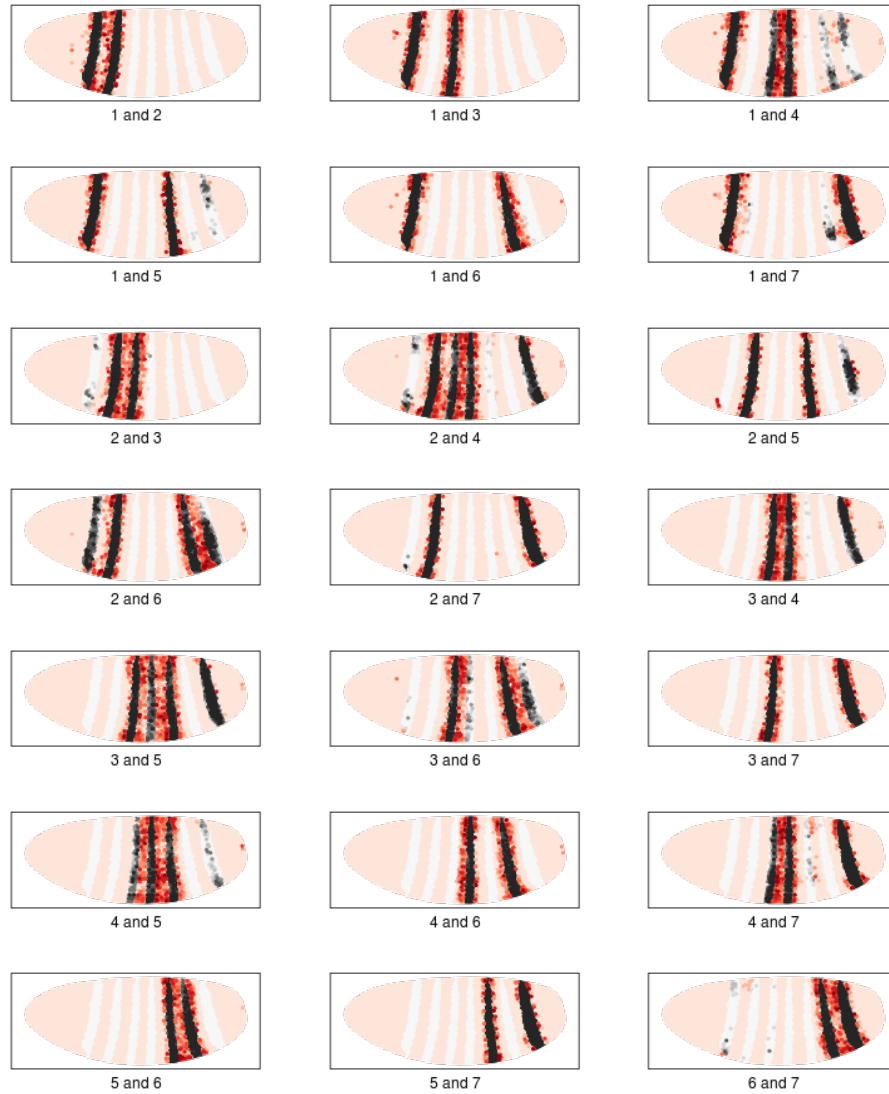 1 and 2
1 and 3
1 and 4
1 and 5
1 and 6
1 and 7
2 and 3
2 and 4
2 and 5
2 and 6
2 and 7
3 and 4
3 and 5
3 and 6
3 and 7
4 and 5
4 and 6
4 and 7
5 and 6
5 and 7
6 and 7